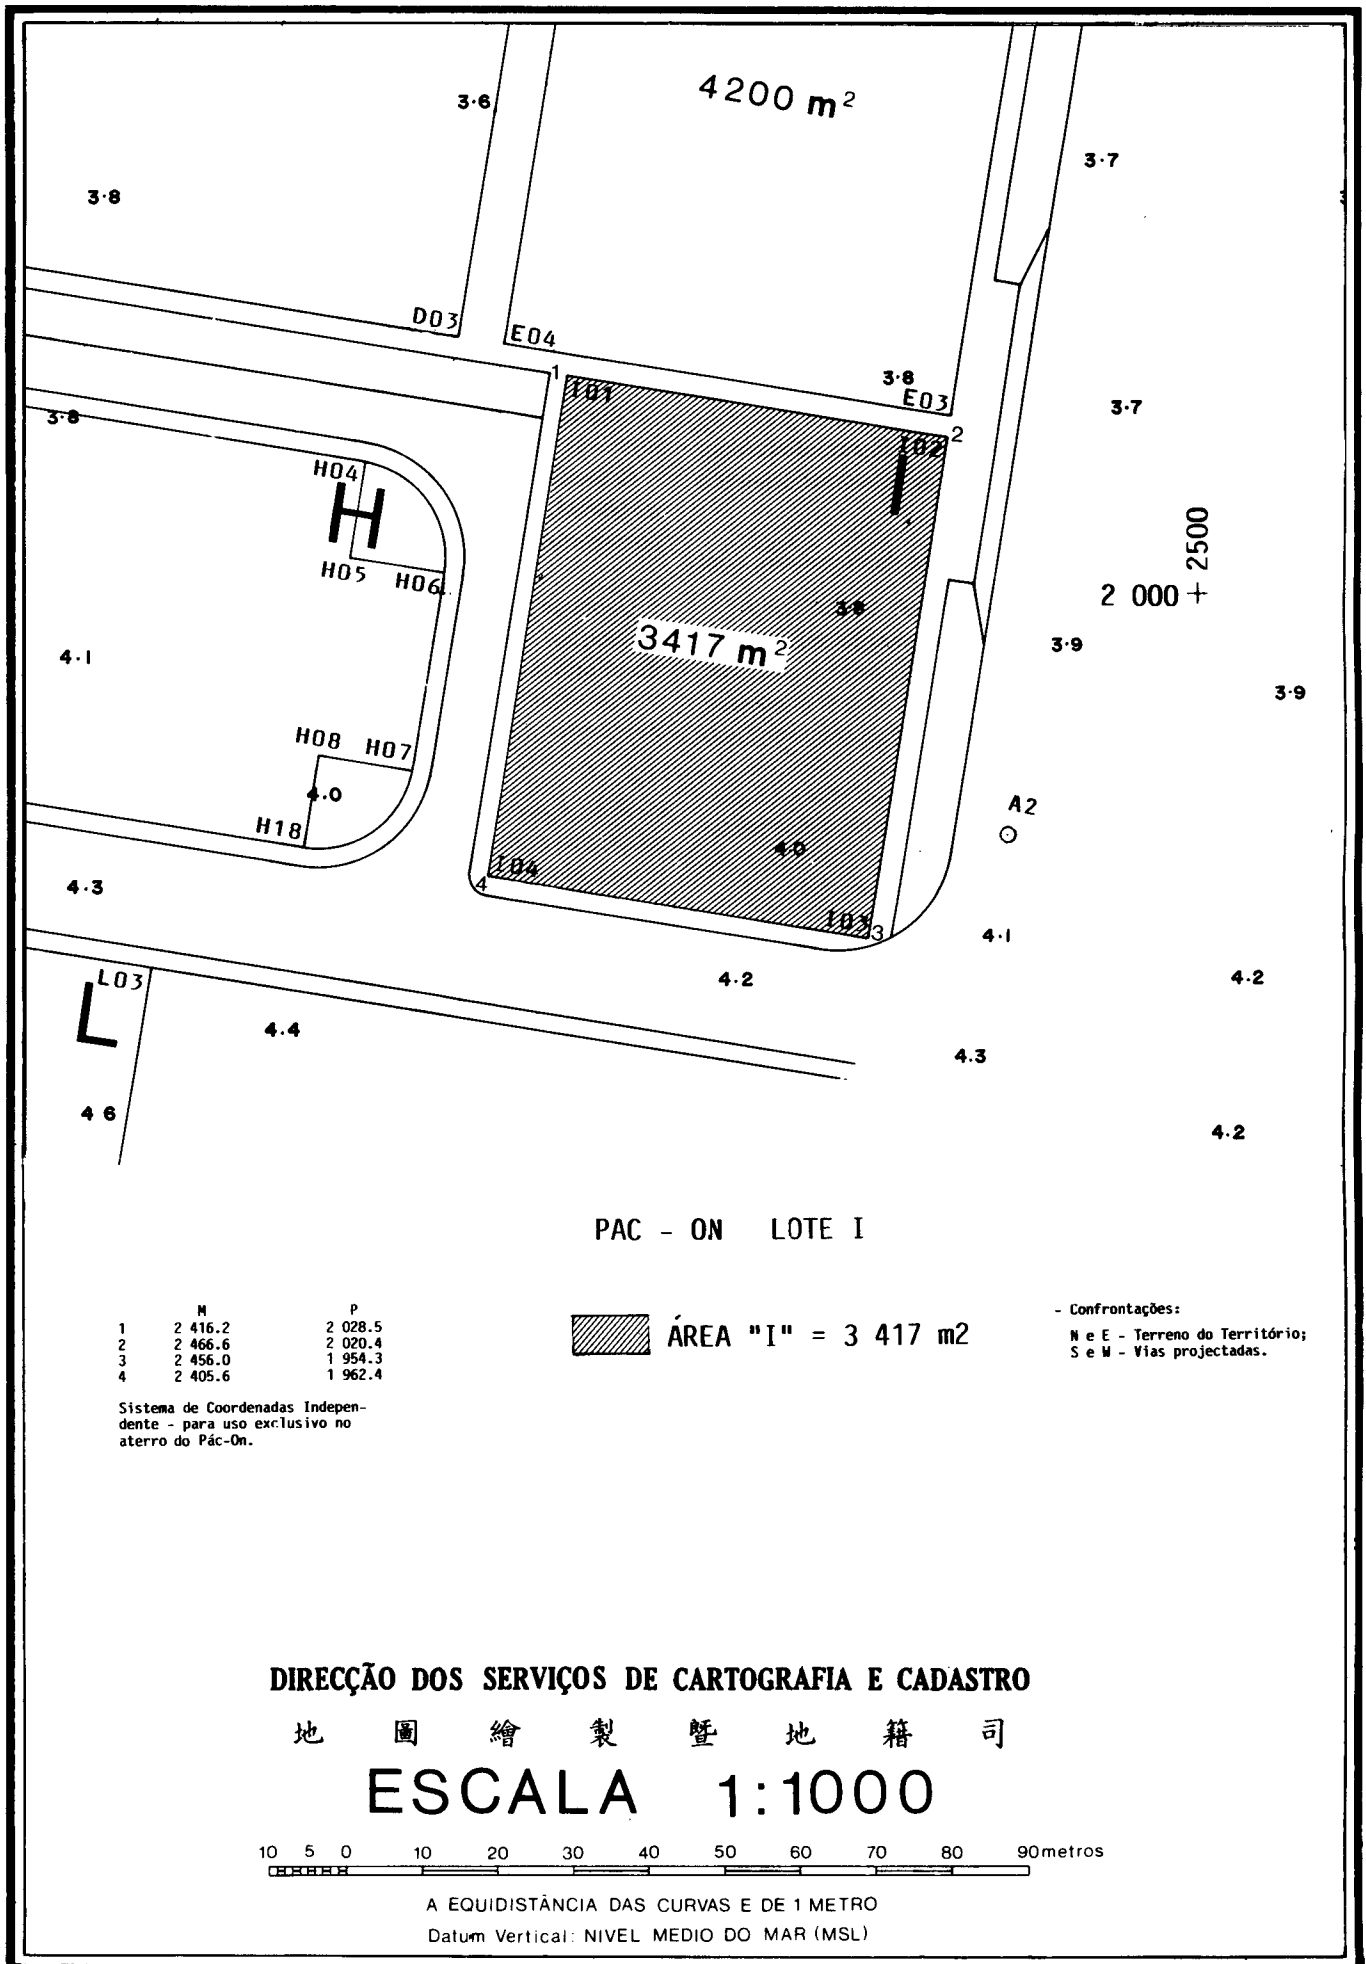 4200 m²
3·6
3·7
3·8
D03
E04
3·8
E03
3·7
1
I01
2
I02
3·8
H04
H
I
2500
H05
H06
2 000 +
3·8
3417 m²
3·9
4·1
3·9
H08
H07
4·0
A2
H18
4·0
I04
4·3
4
I03
3
4·1
L03
4·2
4·2
L
4·4
4·3
4 6
4·2
PAC - ON LOTE I
M P
1 2 416.2 2 028.5
2 2 466.6 2 020.4
3 2 456.0 1 954.3
4 2 405.6 1 962.4
Sistema de Coordenadas Indepen-
dente - para uso exclusivo no
aterro do Pác-On.
ÁREA "I" = 3 417 m2
- Confrontações:
N e E - Terreno do Território;
S e W - Vias projectadas.
DIRECÇÃO DOS SERVIÇOS DE CARTOGRAFIA E CADASTRO
地 圖 繪 製 暨 地 籍 司
ESCALA 1:1000
10 5 0 10 20 30 40 50 60 70 80 90 metros
A EQUIDISTÂNCIA DAS CURVAS E DE 1 METRO
Datum Vertical: NIVEL MEDIO DO MAR (MSL)